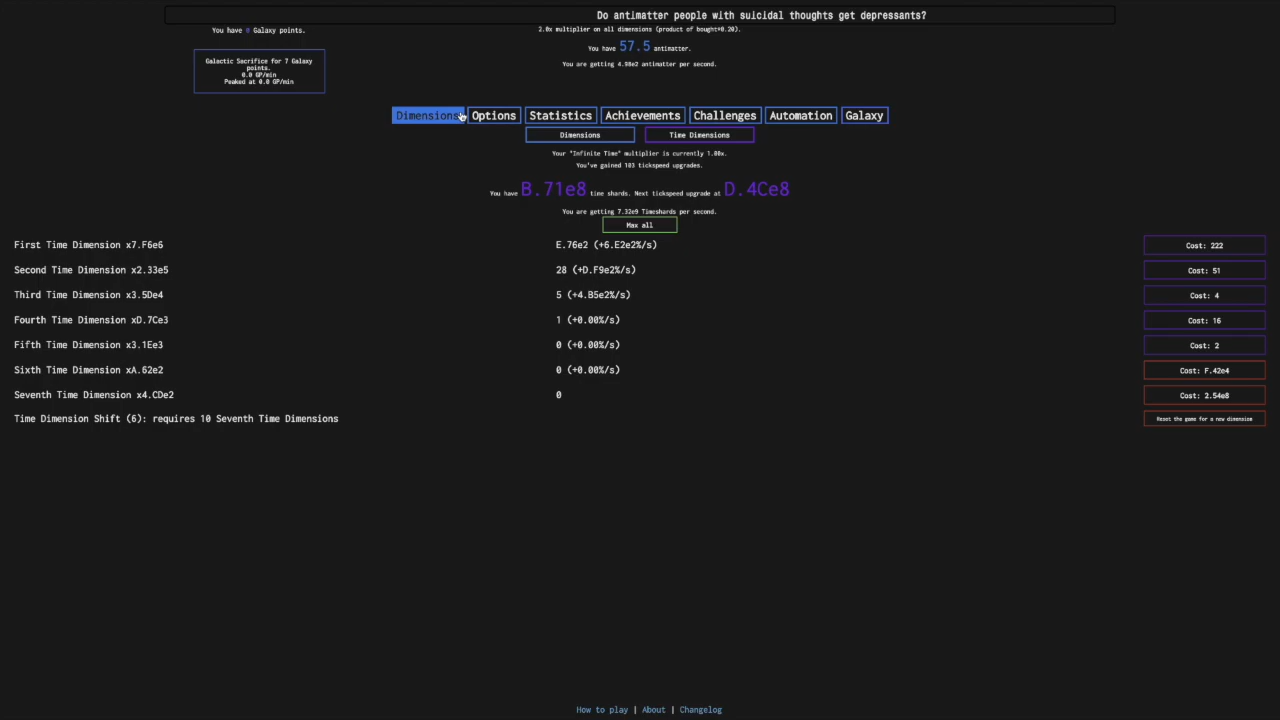 Do antimatter people with suicidal thoughts get depressants?
You have 0 Galaxy points.
2.0x multiplier on all dimensions (product of bought*0.20).
You have 57.5 antimatter.
Galactic Sacrifice for 7 Galaxy
points.
0.0 GP/min
Peaked at 0.0 GP/min
You are getting 4.98e2 antimatter per second.
Dimensions Options Statistics Achievements Challenges Automation Galaxy
Dimensions Time Dimensions
Your "Infinite Time" multiplier is currently 1.00x.
You've gained 103 tickspeed upgrades.
You have B.71e8 time shards. Next tickspeed upgrade at D.4Ce8
You are getting 7.32e9 Timeshards per second.
Max all
First Time Dimension x7.F6e6 E.76e2 (+6.E2e2%/s) Cost: 222
Second Time Dimension x2.33e5 28 (+D.F9e2%/s) Cost: 51
Third Time Dimension x3.5De4 5 (+4.B5e2%/s) Cost: 4
Fourth Time Dimension xD.7Ce3 1 (+0.00%/s) Cost: 16
Fifth Time Dimension x3.1Ee3 0 (+0.00%/s) Cost: 2
Sixth Time Dimension xA.62e2 0 (+0.00%/s) Cost: F.42e4
Seventh Time Dimension x4.CDe2 0 Cost: 2.54e8
Time Dimension Shift (6): requires 10 Seventh Time Dimensions Reset the game for a new dimension
How to play | About | Changelog